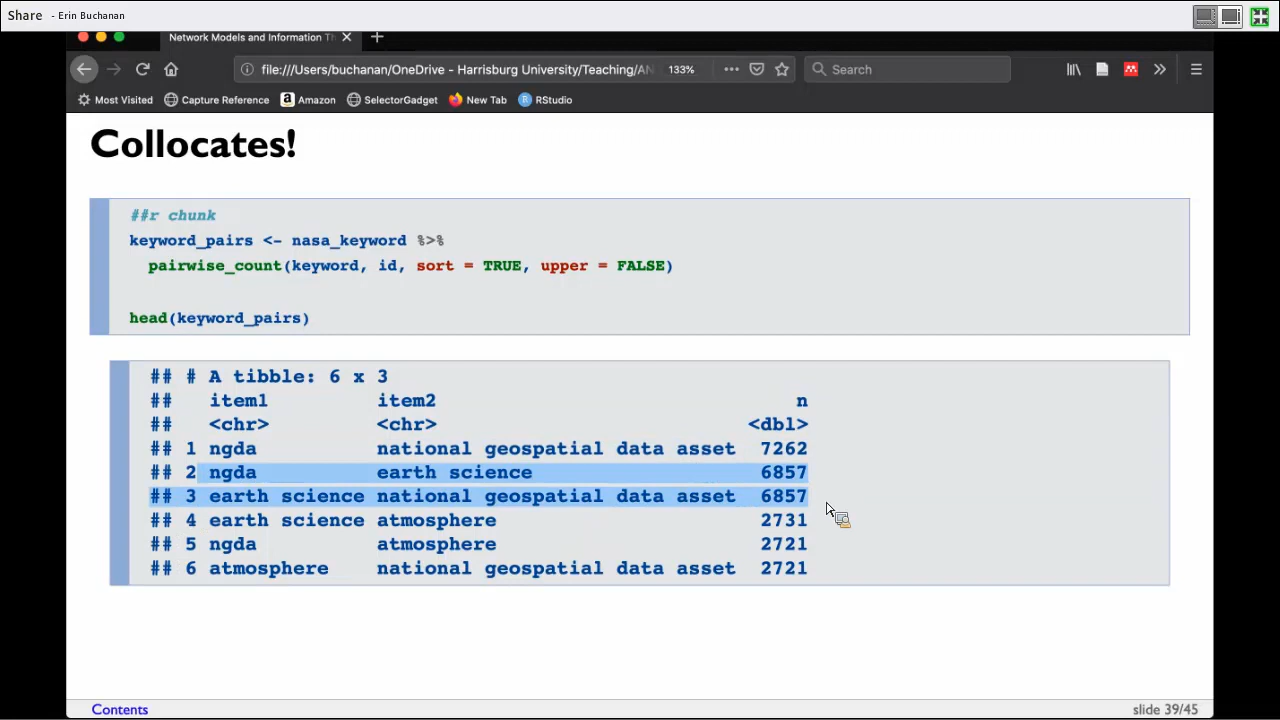 Share - Erin Buchanan
Network Models and Information Th
file:///Users/buchanan/OneDrive - Harrisburg University/Teaching/AN 133% Search
Most Visited Capture Reference Amazon SelectorGadget New Tab RStudio
Collocates!
##r chunk
keyword_pairs <- nasa_keyword %>%
pairwise_count(keyword, id, sort = TRUE, upper = FALSE)
head(keyword_pairs)
## # A tibble: 6 x 3
## item1 item2 n
## <chr> <chr> <dbl>
## 1 ngda national geospatial data asset 7262
## 2 ngda earth science 6857
## 3 earth science national geospatial data asset 6857
## 4 earth science atmosphere 2731
## 5 ngda atmosphere 2721
## 6 atmosphere national geospatial data asset 2721
Contents slide 39/45